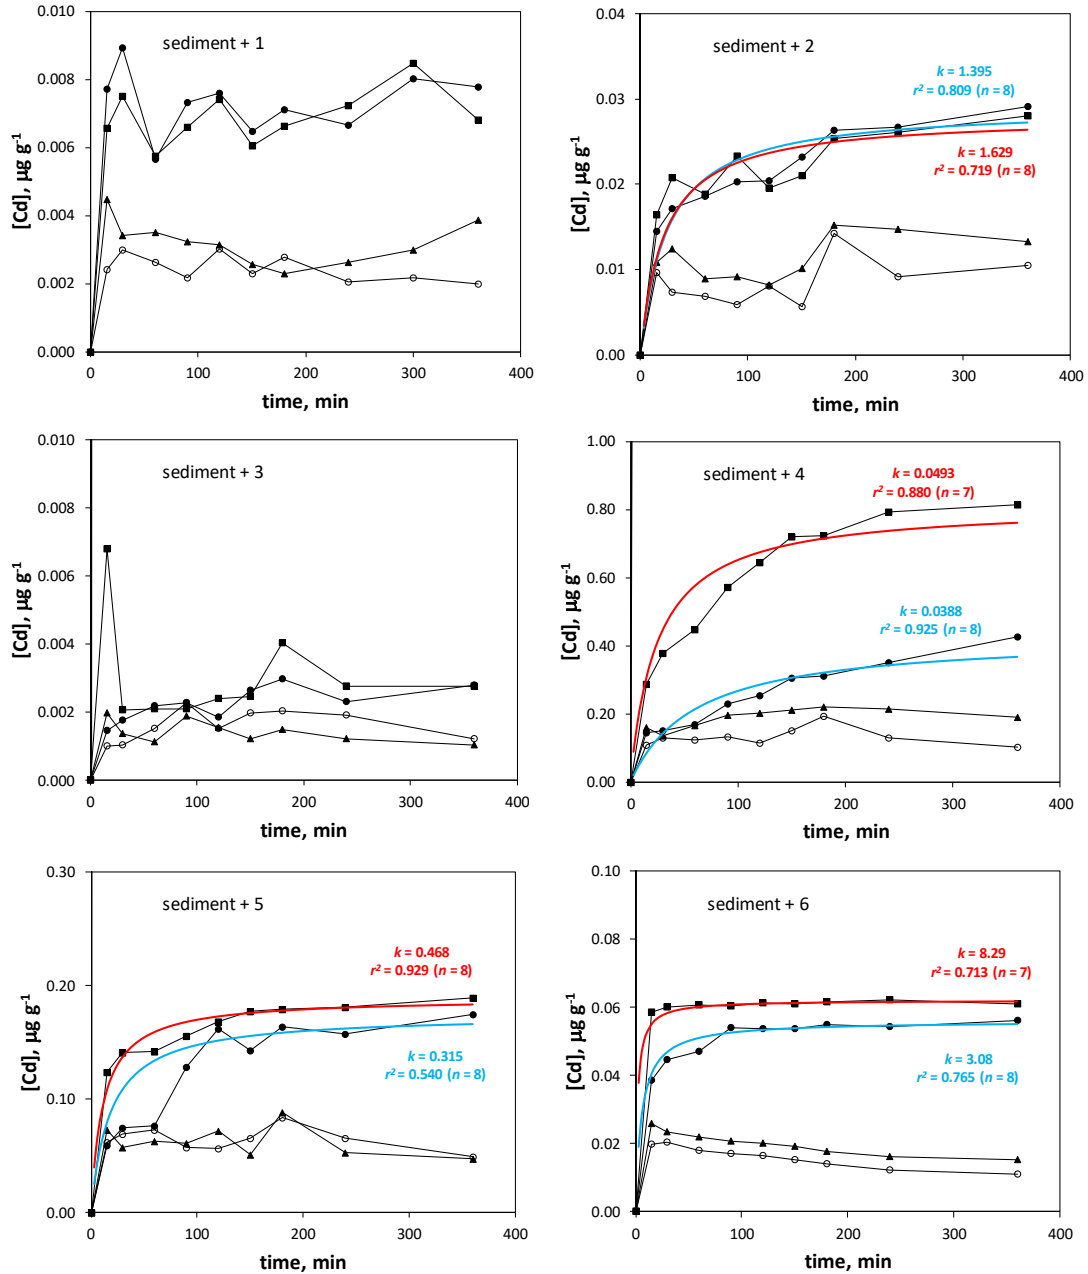 sediment + 1
[Cd], µg g⁻¹
0.010
0.008
0.006
0.004
0.002
0.000
0
100
200
300
400
time, min
sediment + 2
k = 1.395
r² = 0.809 (n = 8)
k = 1.629
r² = 0.719 (n = 8)
[Cd], µg g⁻¹
0.04
0.03
0.02
0.01
0.00
0
100
200
300
400
time, min
sediment + 3
[Cd], µg g⁻¹
0.010
0.008
0.006
0.004
0.002
0.000
0
100
200
300
400
time, min
sediment + 4
k = 0.0493
r² = 0.880 (n = 7)
k = 0.0388
r² = 0.925 (n = 8)
[Cd], µg g⁻¹
1.00
0.80
0.60
0.40
0.20
0.00
0
100
200
300
400
time, min
sediment + 5
k = 0.468
r² = 0.929 (n = 8)
k = 0.315
r² = 0.540 (n = 8)
[Cd], µg g⁻¹
0.30
0.20
0.10
0.00
0
100
200
300
400
time, min
sediment + 6
k = 8.29
r² = 0.713 (n = 7)
k = 3.08
r² = 0.765 (n = 8)
[Cd], µg g⁻¹
0.10
0.08
0.06
0.04
0.02
0.00
0
100
200
300
400
time, min